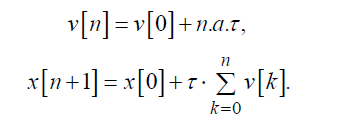 v[n] = v[0] + n.a.τ,
x[n+1] = x[0] + τ · ∑_{k=0}^{n} v[k].